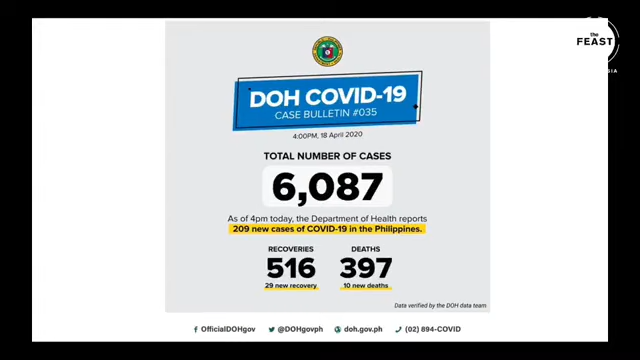 the
FEAST
DOH COVID-19
CASE BULLETIN #035
4:00PM, 18 April 2020
TOTAL NUMBER OF CASES
6,087
As of 4pm today, the Department of Health reports
209 new cases of COVID-19 in the Philippines.
RECOVERIES DEATHS
516 397
29 new recovery 10 new deaths
Data verified by the DOH data team
OfficialDOHgov @DOHgovph doh.gov.ph (02) 894-COVID